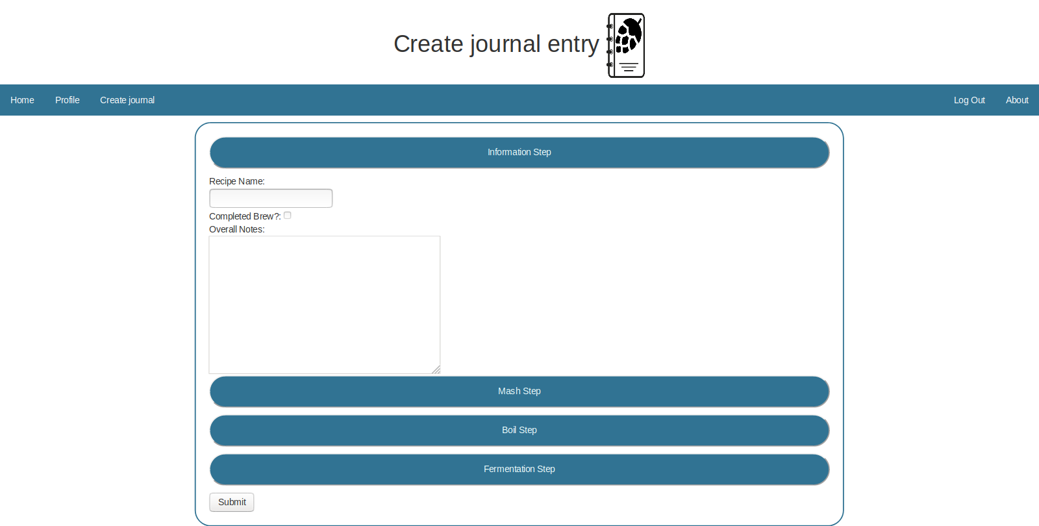 Create journal entry
Home Profile Create journal Log Out About
Information Step
Recipe Name:
Completed Brew?:
Overall Notes:
Mash Step
Boil Step
Fermentation Step
Submit